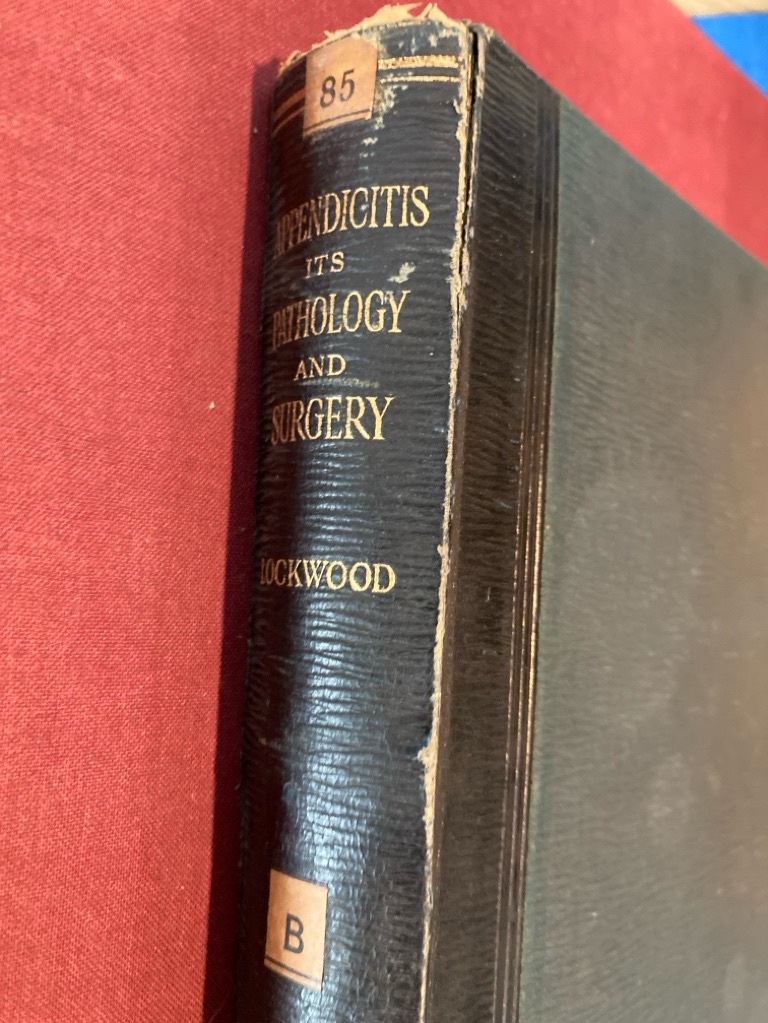 85
APPENDICITIS
ITS
PATHOLOGY
AND
SURGERY
LOCKWOOD
B